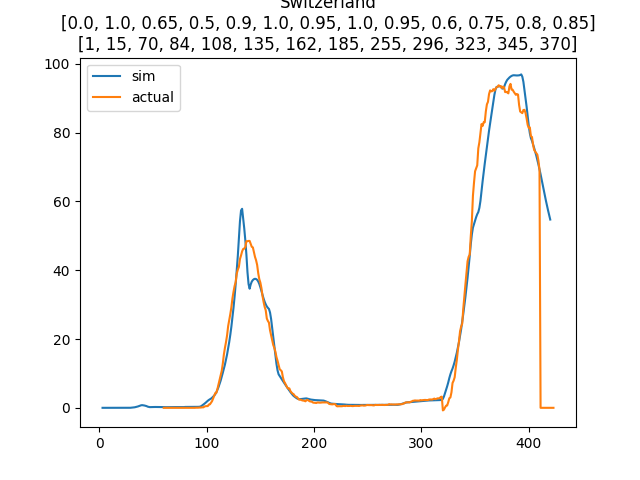 Switzerland
[0.0, 1.0, 0.65, 0.5, 0.9, 1.0, 0.95, 1.0, 0.95, 0.6, 0.75, 0.8, 0.85]
[1, 15, 70, 84, 108, 135, 162, 185, 255, 296, 323, 345, 370]
sim
actual
100
80
60
40
20
0
0 100 200 300 400